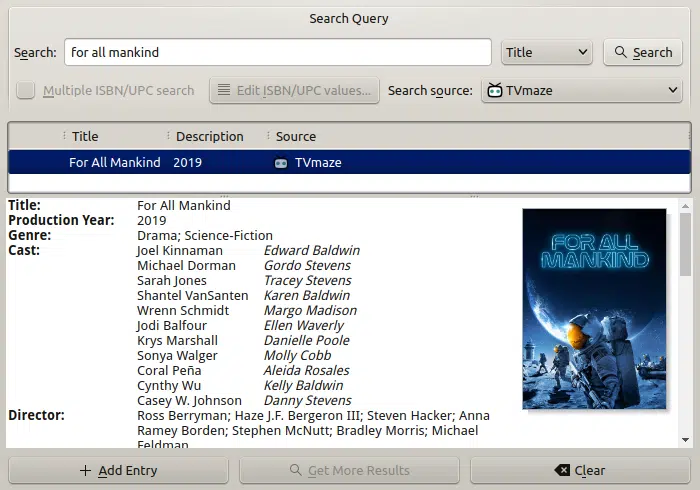 Search Query
Search: for all mankind Title Search
Multiple ISBN/UPC search Edit ISBN/UPC values... Search source: TVmaze
Title Description Source
For All Mankind 2019 TVmaze
Title: For All Mankind
Production Year: 2019
Genre: Drama; Science-Fiction
Cast: Joel Kinnaman Edward Baldwin
Michael Dorman Gordo Stevens
Sarah Jones Tracey Stevens
Shantel VanSanten Karen Baldwin
Wrenn Schmidt Margo Madison
Jodi Balfour Ellen Waverly
Krys Marshall Danielle Poole
Sonya Walger Molly Cobb
Coral Peña Aleida Rosales
Cynthy Wu Kelly Baldwin
Casey W. Johnson Danny Stevens
Director: Ross Berryman; Haze J.F. Bergeron III; Steven Hacker; Anna
Ramey Borden; Stephen McNutt; Bradley Morris; Michael
Feldman
FOR ALL
MANKIND
Add Entry Get More Results Clear